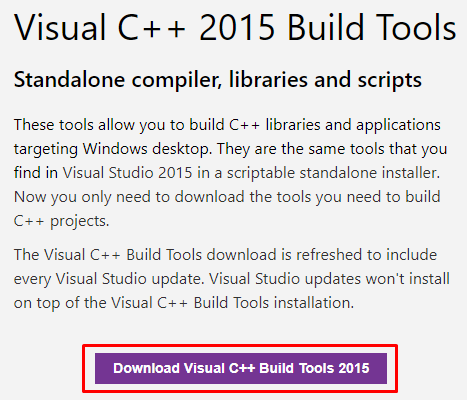 Visual C++ 2015 Build Tools
Standalone compiler, libraries and scripts
These tools allow you to build C++ libraries and applications
targeting Windows desktop. They are the same tools that you
find in Visual Studio 2015 in a scriptable standalone installer.
Now you only need to download the tools you need to build
C++ projects.
The Visual C++ Build Tools download is refreshed to include
every Visual Studio update. Visual Studio updates won't install
on top of the Visual C++ Build Tools installation.
Download Visual C++ Build Tools 2015